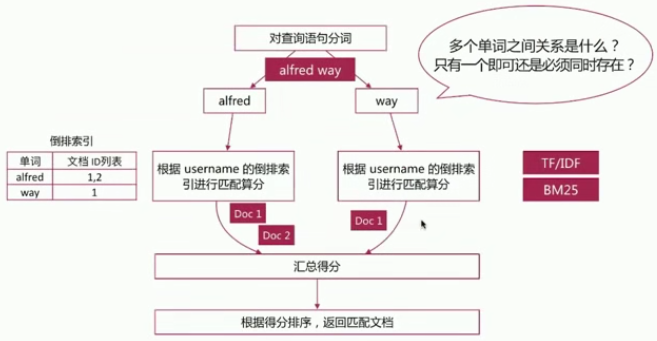 对查询语句分词
多个单词之间关系是什么？
只有一个即可还是必须同时存在？
alfred way
alfred
way
倒排索引
单词 文档 ID列表
alfred 1,2
way 1
根据 username 的倒排索
引进行匹配算分
根据 username 的倒排索
引进行匹配算分
TF/IDF
BM25
Doc 1
Doc 2
Doc 1
汇总得分
根据得分排序，返回匹配文档